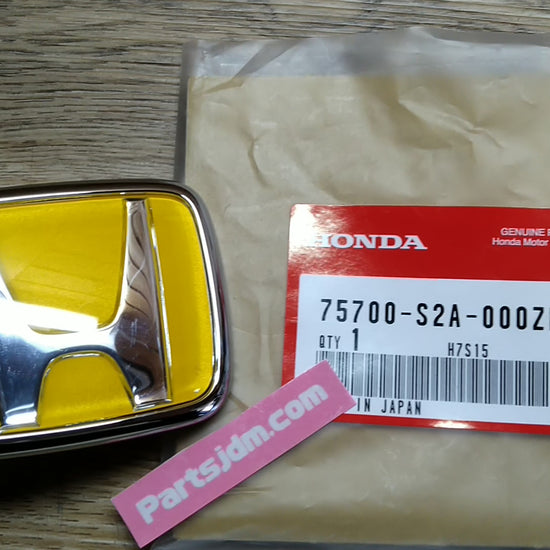 HONDA
GENUINE
Honda Motor
75700-S2A-000Z
QTY 1
H7S15
IN JAPAN
Partsjdm.com